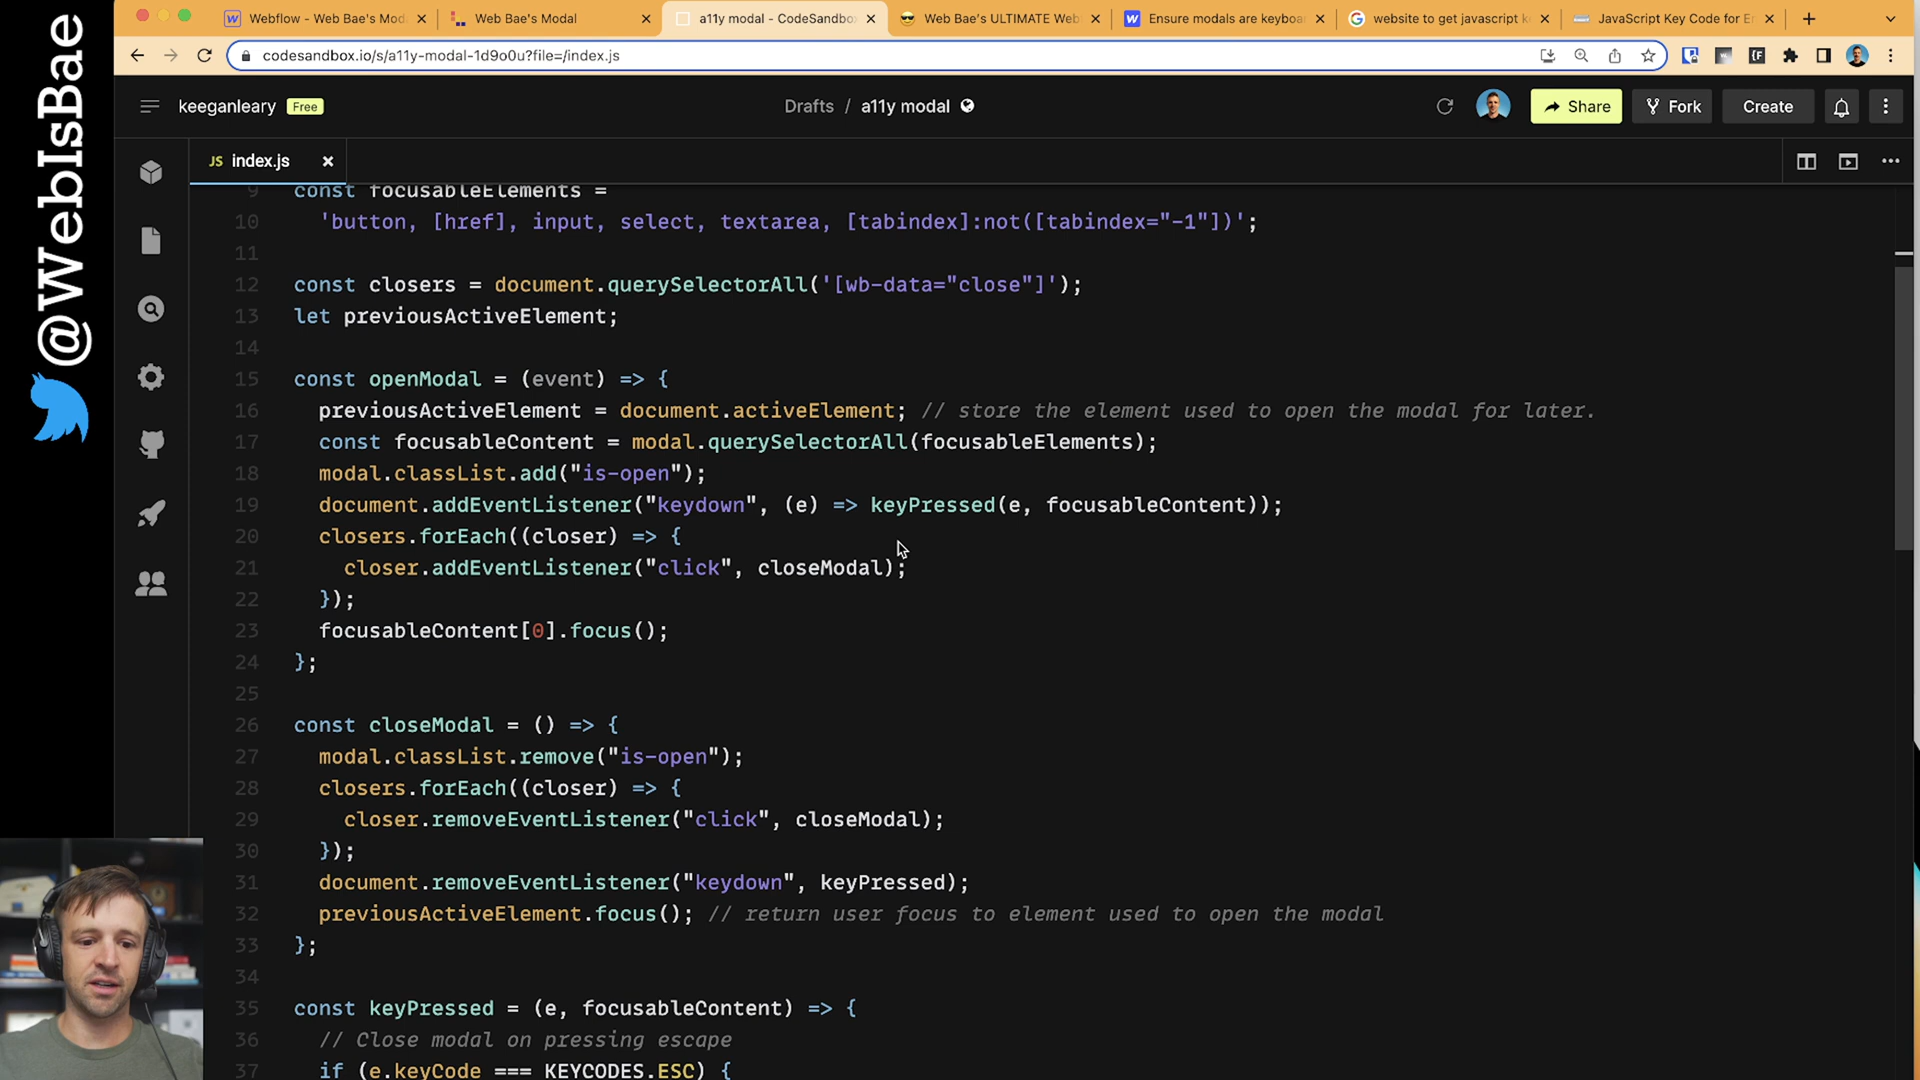 @WebIsBae
Webflow - Web Bae's Mod
Web Bae's Modal
a11y modal - CodeSandbox
Web Bae's ULTIMATE Web
Ensure modals are keyboa
website to get javascript k
JavaScript Key Code for E
codesandbox.io/s/a11y-modal-1d9o0u?file=/index.js
keeganleary Free
Drafts / a11y modal
Share
Fork
Create
JS index.js
9 const focusableElements =
10 'button, [href], input, select, textarea, [tabindex]:not([tabindex="-1"])';
11
12 const closers = document.querySelectorAll('[wb-data="close"]');
13 let previousActiveElement;
14
15 const openModal = (event) => {
16 previousActiveElement = document.activeElement; // store the element used to open the modal for later.
17 const focusableContent = modal.querySelectorAll(focusableElements);
18 modal.classList.add("is-open");
19 document.addEventListener("keydown", (e) => keyPressed(e, focusableContent));
20 closers.forEach((closer) => {
21 closer.addEventListener("click", closeModal);
22 });
23 focusableContent[0].focus();
24 };
25
26 const closeModal = () => {
27 modal.classList.remove("is-open");
28 closers.forEach((closer) => {
29 closer.removeEventListener("click", closeModal);
30 });
31 document.removeEventListener("keydown", keyPressed);
32 previousActiveElement.focus(); // return user focus to element used to open the modal
33 };
34
35 const keyPressed = (e, focusableContent) => {
36 // Close modal on pressing escape
37 if (e.keyCode === KEYCODES.ESC) {